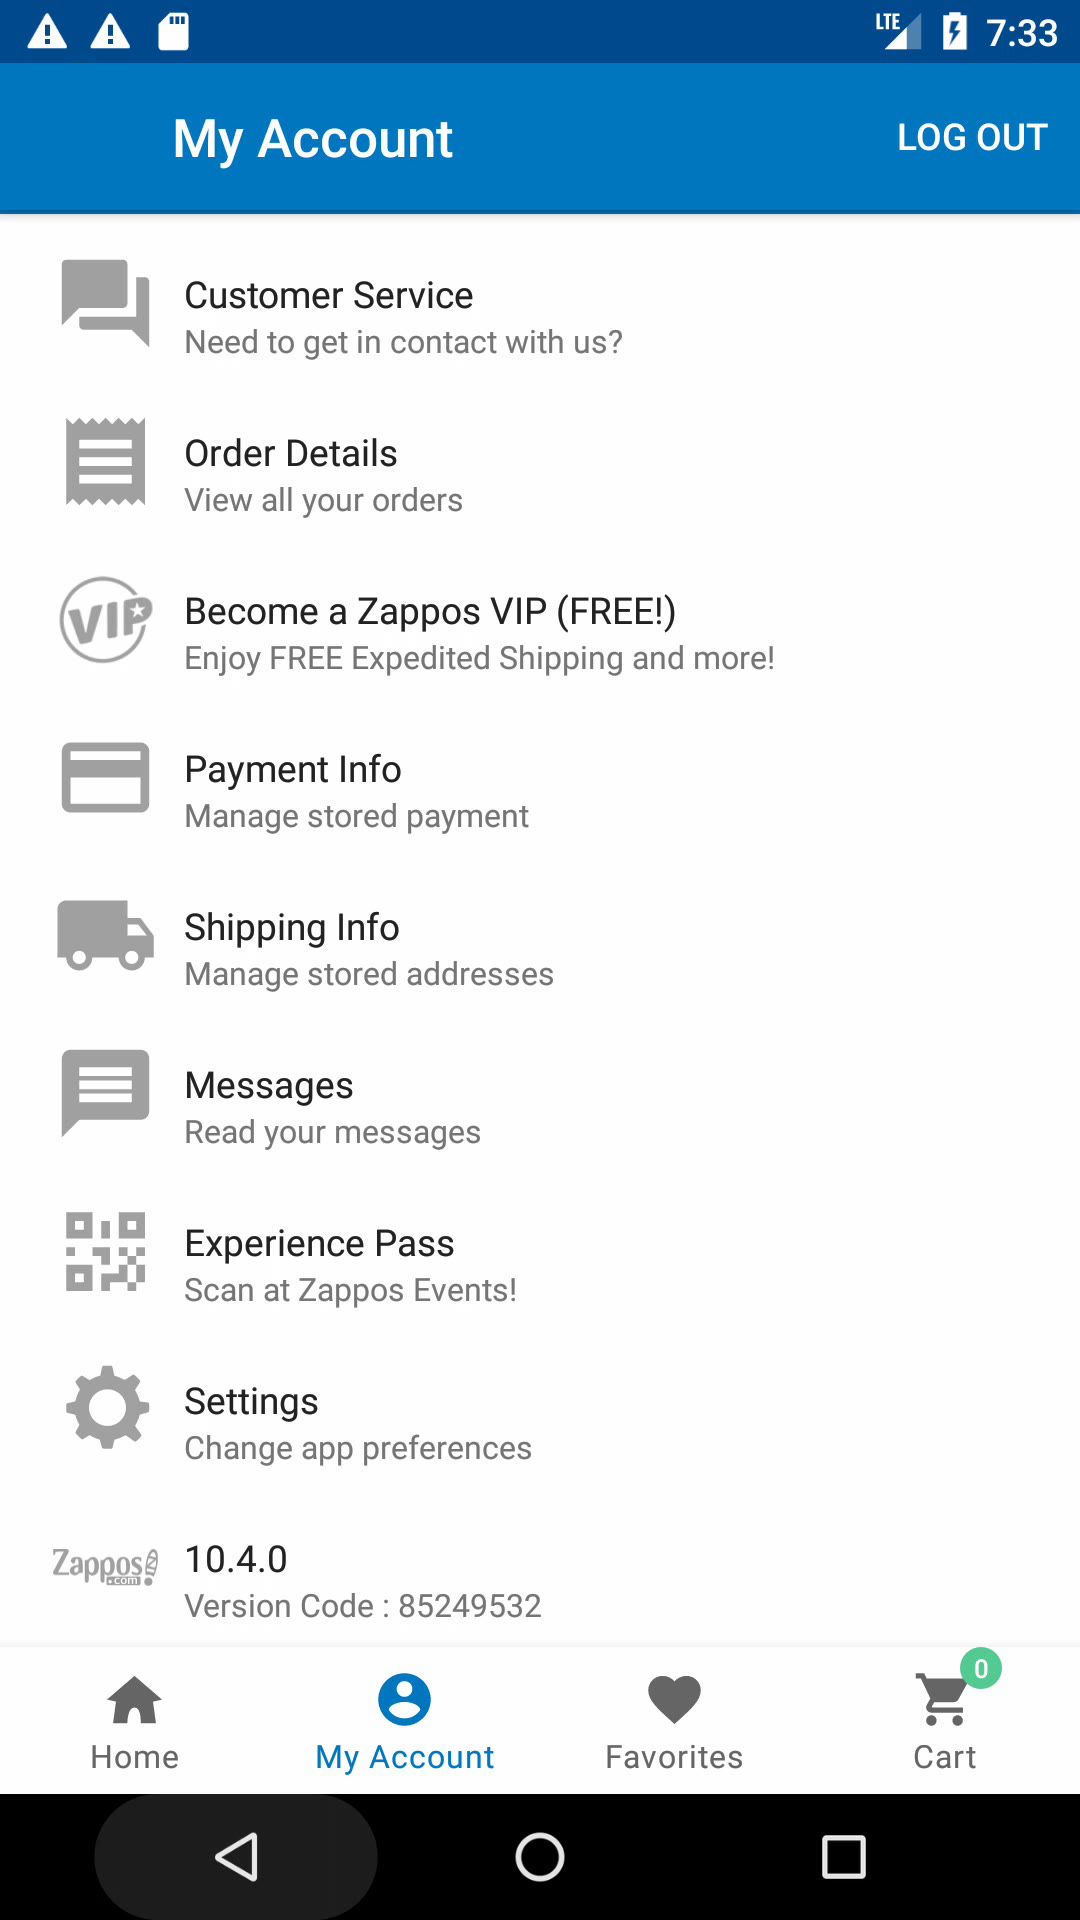 LTE 7:33
My Account LOG OUT
Customer Service
Need to get in contact with us?
Order Details
View all your orders
VIP
Become a Zappos VIP (FREE!)
Enjoy FREE Expedited Shipping and more!
Payment Info
Manage stored payment
Shipping Info
Manage stored addresses
Messages
Read your messages
Experience Pass
Scan at Zappos Events!
Settings
Change app preferences
Zappos
.com
10.4.0
Version Code : 85249532
0
Home My Account Favorites Cart